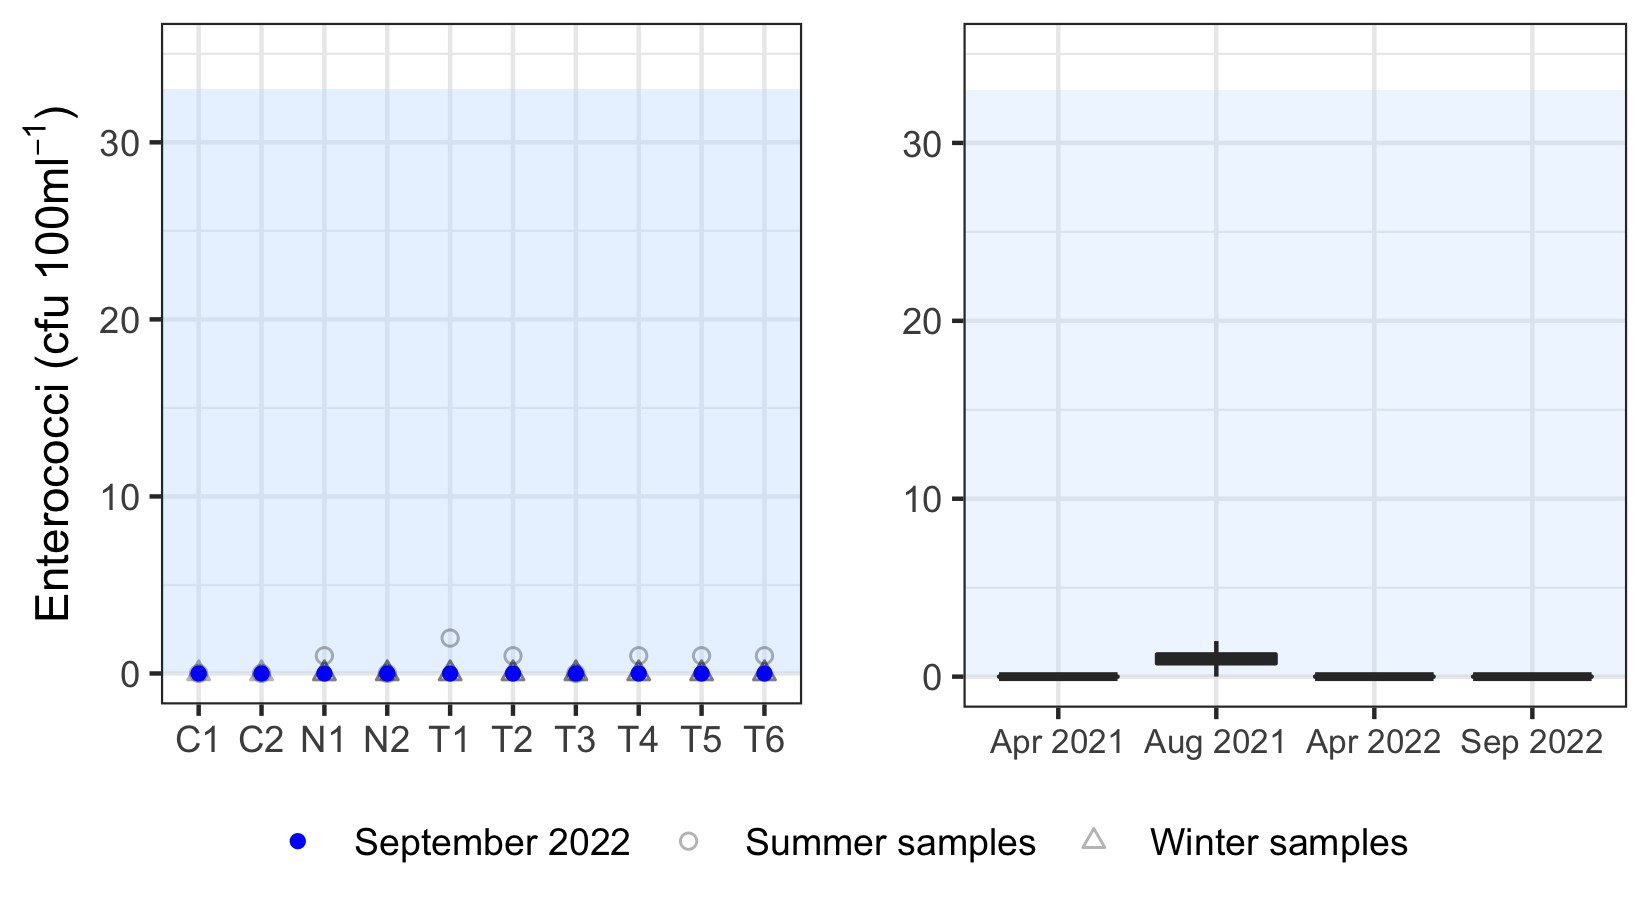 Enterococci (cfu 100ml⁻¹)
30
20
10
0
C1 C2 N1 N2 T1 T2 T3 T4 T5 T6
30
20
10
0
Apr 2021 Aug 2021 Apr 2022 Sep 2022
September 2022 Summer samples Winter samples